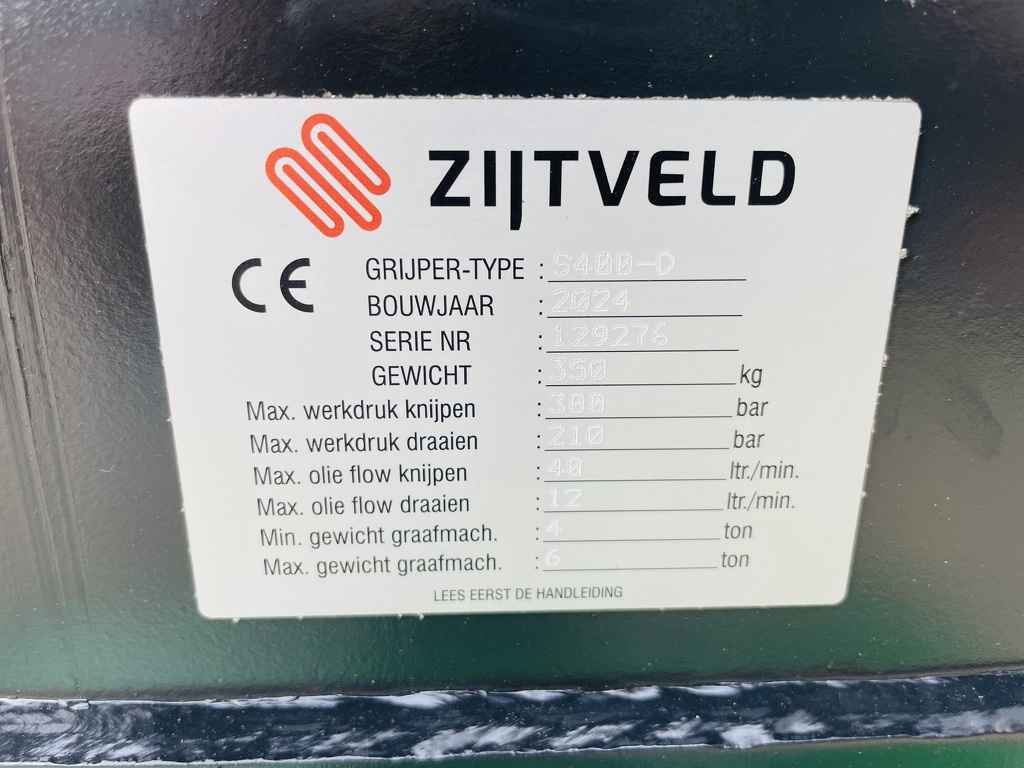 ZIJTVELD
CE
GRIJPER-TYPE : S400-D
BOUWJAAR : 2024
SERIE NR : 129276
GEWICHT : 350 kg
Max. werkdruk knijpen : 300 bar
Max. werkdruk draaien : 210 bar
Max. olie flow knijpen : 40 ltr./min.
Max. olie flow draaien : 12 ltr./min.
Min. gewicht graafmach. : 4 ton
Max. gewicht graafmach. : 6 ton
LEES EERST DE HANDLEIDING